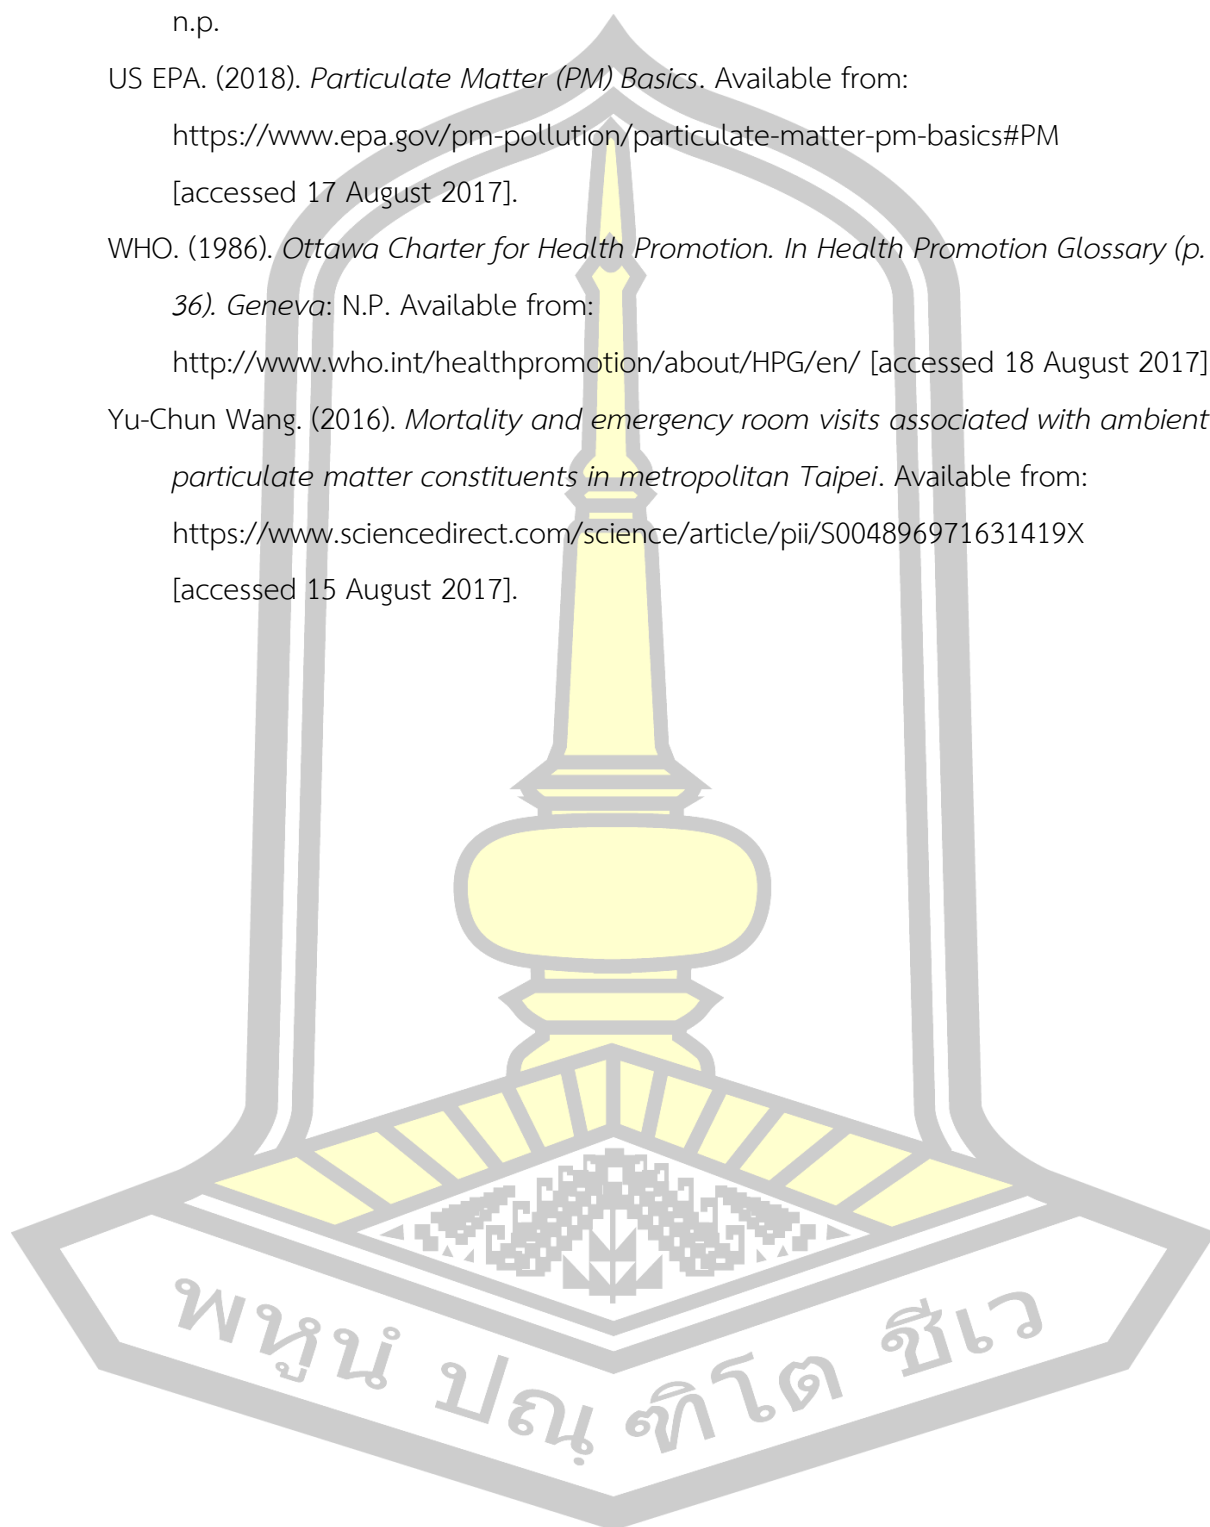 n.p.
US EPA. (2018). Particulate Matter (PM) Basics. Available from:
https://www.epa.gov/pm-pollution/particulate-matter-pm-basics#PM
[accessed 17 August 2017].
WHO. (1986). Ottawa Charter for Health Promotion. In Health Promotion Glossary (p.
36). Geneva: N.P. Available from:
http://www.who.int/healthpromotion/about/HPG/en/ [accessed 18 August 2017]
Yu-Chun Wang. (2016). Mortality and emergency room visits associated with ambient
particulate matter constituents in metropolitan Taipei. Available from:
https://www.sciencedirect.com/science/article/pii/S004896971631419X
[accessed 15 August 2017].
พหูนํ ปณฺฑิโต ชีเว